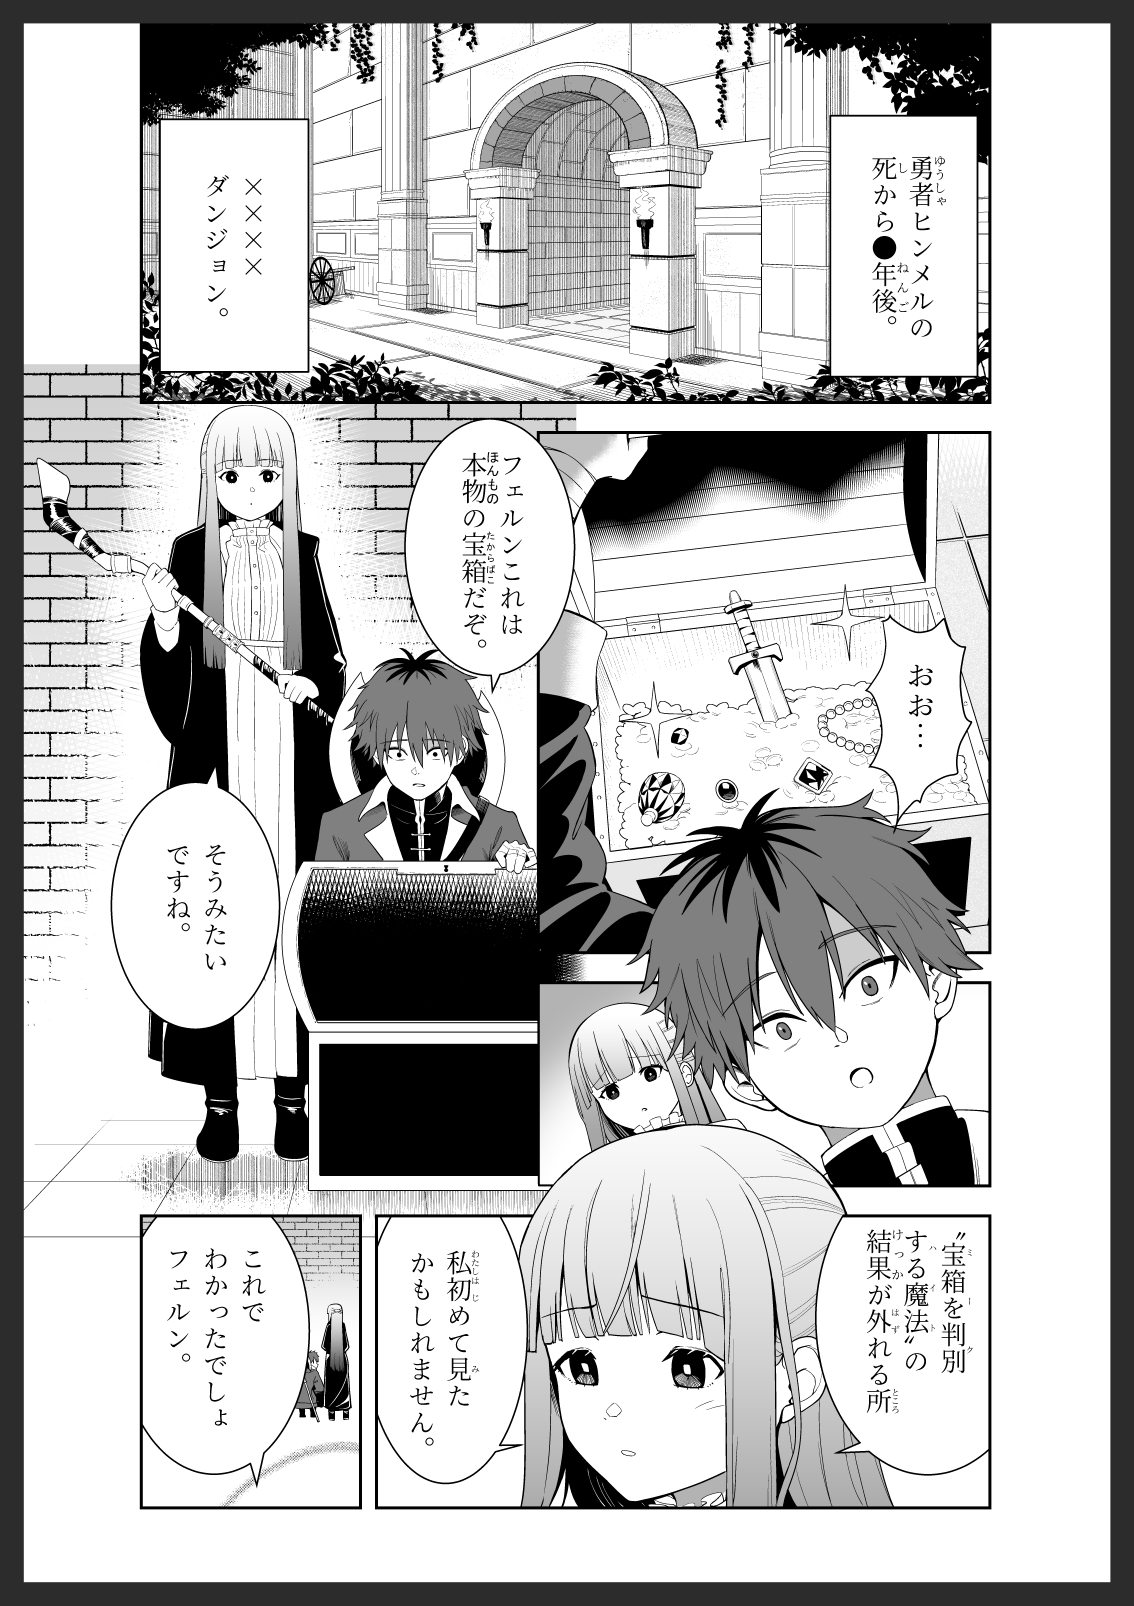 勇者ヒンメルの
死から●年後。
××××
ダンジョン。
おお…
フェルンこれは
本物の宝箱だぞ。
そうみたい
ですね。
〝宝箱を判別
する魔法〟の
結果が外れる所
私初めて見た
かもしれません。
これで
わかったでしょ
フェルン。